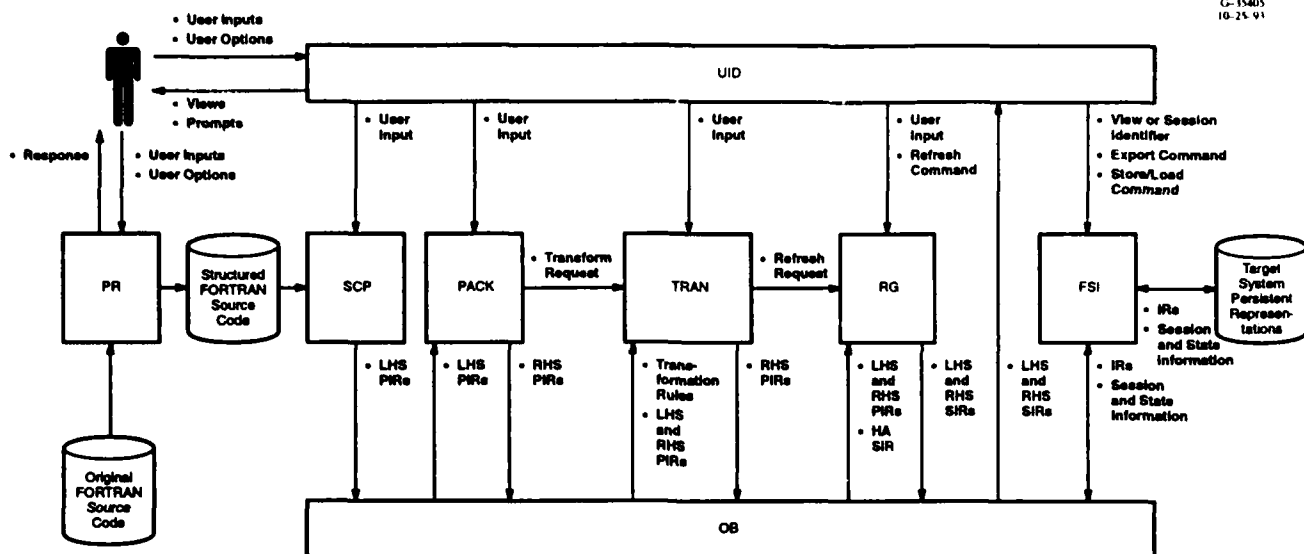 G-35405
10-25-93
• User Inputs
• User Options
UID
• Views
• Prompts
• User
Input
• User
Input
• User
Input
• User
Input
• Refresh
Command
• View or Session
Identifier
• Export Command
• Store/Load
Command
• Response
• User Inputs
• User Options
PR
Structured
FORTRAN
Source
Code
SCP
PACK
• Transform
Request
TRAN
• Refresh
Request
RG
FSI
Target
System
Persistent
Represen-
tations
• IRs
• Session
and State
Information
• LHS
PIRs
• LHS
PIRs
• RHS
PIRs
• Trans-
formation
Rules
• LHS
and
RHS
PIRs
• RHS
PIRs
• LHS
and
RHS
PIRs
• HA
SIR
• LHS
and
RHS
SIRs
• LHS
and
RHS
SIRs
• IRs
• Session
and State
Information
Original
FORTRAN
Source
Code
OB